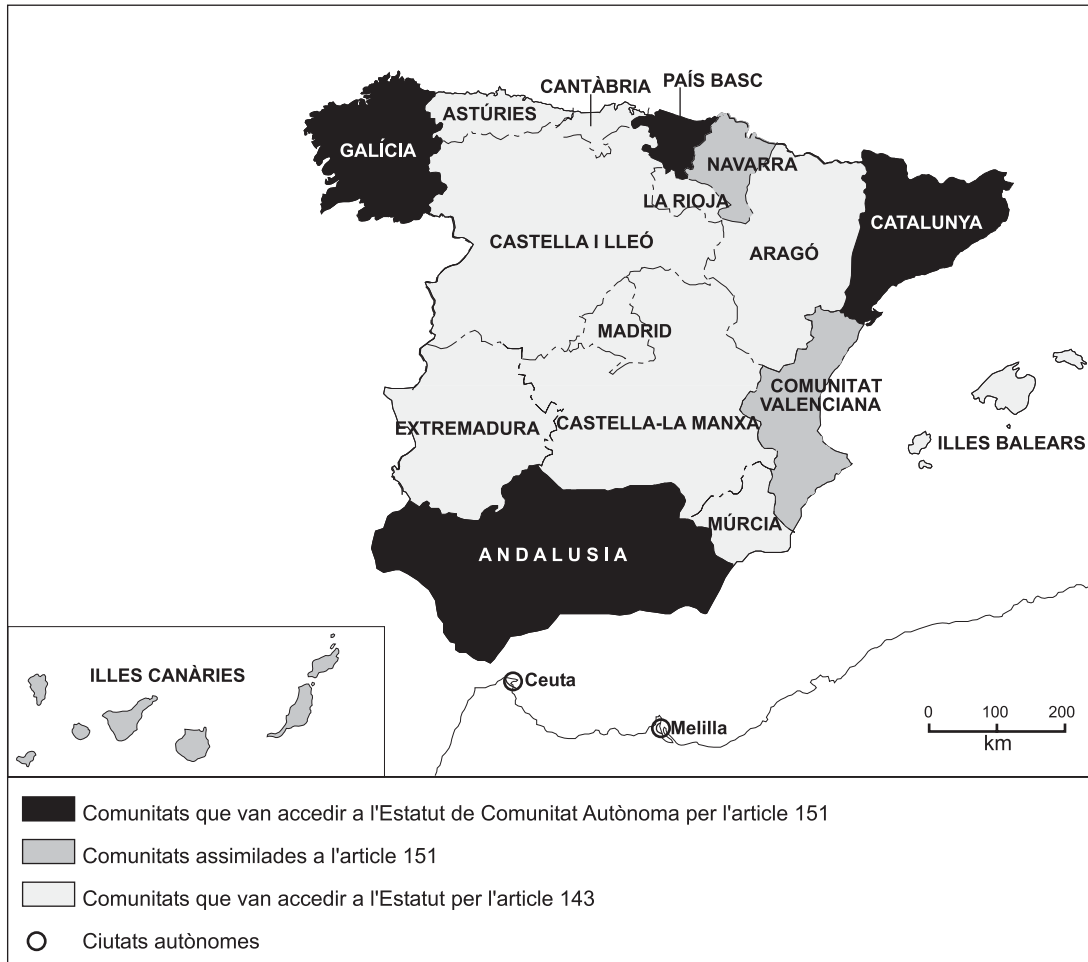 CANTÀBRIA
PAÍS BASC
ASTÚRIES
GALÍCIA
NAVARRA
LA RIOJA
CATALUNYA
CASTELLA I LLEÓ
ARAGÓ
MADRID
COMUNITAT
VALENCIANA
EXTREMADURA
CASTELLA-LA MANXA
ILLES BALEARS
MÚRCIA
ANDALUSIA
ILLES CANÀRIES
Ceuta
Melilla
0 100 200
km
Comunitats que van accedir a l'Estatut de Comunitat Autònoma per l'article 151
Comunitats assimilades a l'article 151
Comunitats que van accedir a l'Estatut per l'article 143
Ciutats autònomes